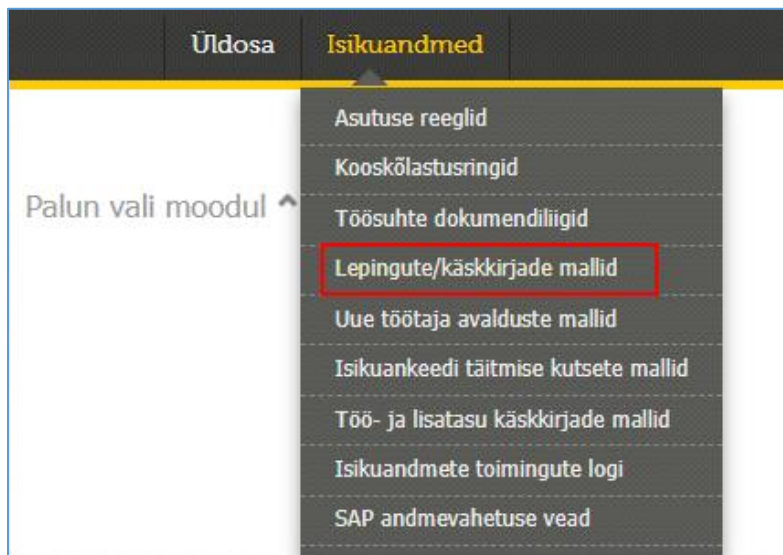 Üldosa Isikuandmed
Asutuse reeglid
Kooskõlastusringid
Palun vali moodul
Töösuhte dokumendiliigid
Lepingute/käskkirjade mallid
Uue töötaja avalduste mallid
Isikuankeedi täitmise kutsete mallid
Töö- ja lisatasu käskkirjade mallid
Isikuandmete toimingute logi
SAP andmevahetuse vead